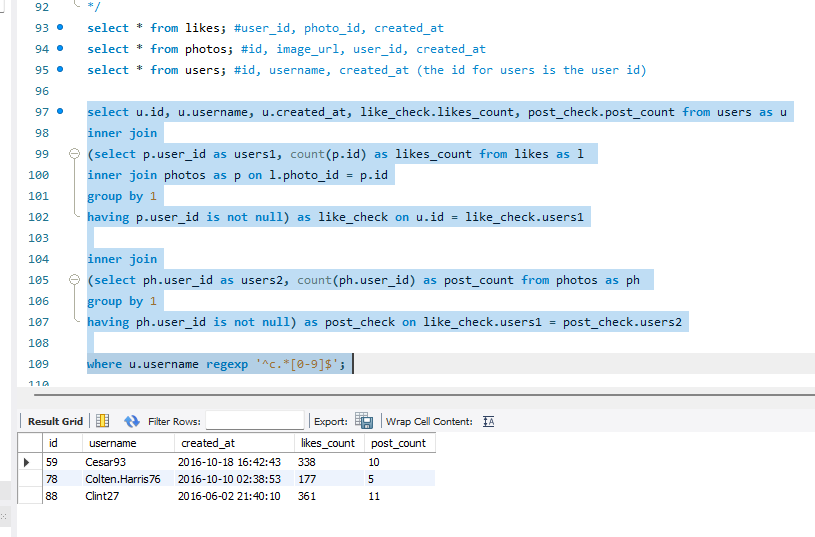 92 */
93 select * from likes; #user_id, photo_id, created_at
94 select * from photos; #id, image_url, user_id, created_at
95 select * from users; #id, username, created_at (the id for users is the user id)
96
97 select u.id, u.username, u.created_at, like_check.likes_count, post_check.post_count from users as u
98 inner join
99 (select p.user_id as users1, count(p.id) as likes_count from likes as l
100 inner join photos as p on l.photo_id = p.id
101 group by 1
102 having p.user_id is not null) as like_check on u.id = like_check.users1
103
104 inner join
105 (select ph.user_id as users2, count(ph.user_id) as post_count from photos as ph
106 group by 1
107 having ph.user_id is not null) as post_check on like_check.users1 = post_check.users2
108
109 where u.username regexp '^c.*[0-9]$';
110
Result Grid Filter Rows: Export: Wrap Cell Content:
id username created_at likes_count post_count
59 Cesar93 2016-10-18 16:42:43 338 10
78 Colten.Harris76 2016-10-10 02:38:53 177 5
88 Clint27 2016-06-02 21:40:10 361 11